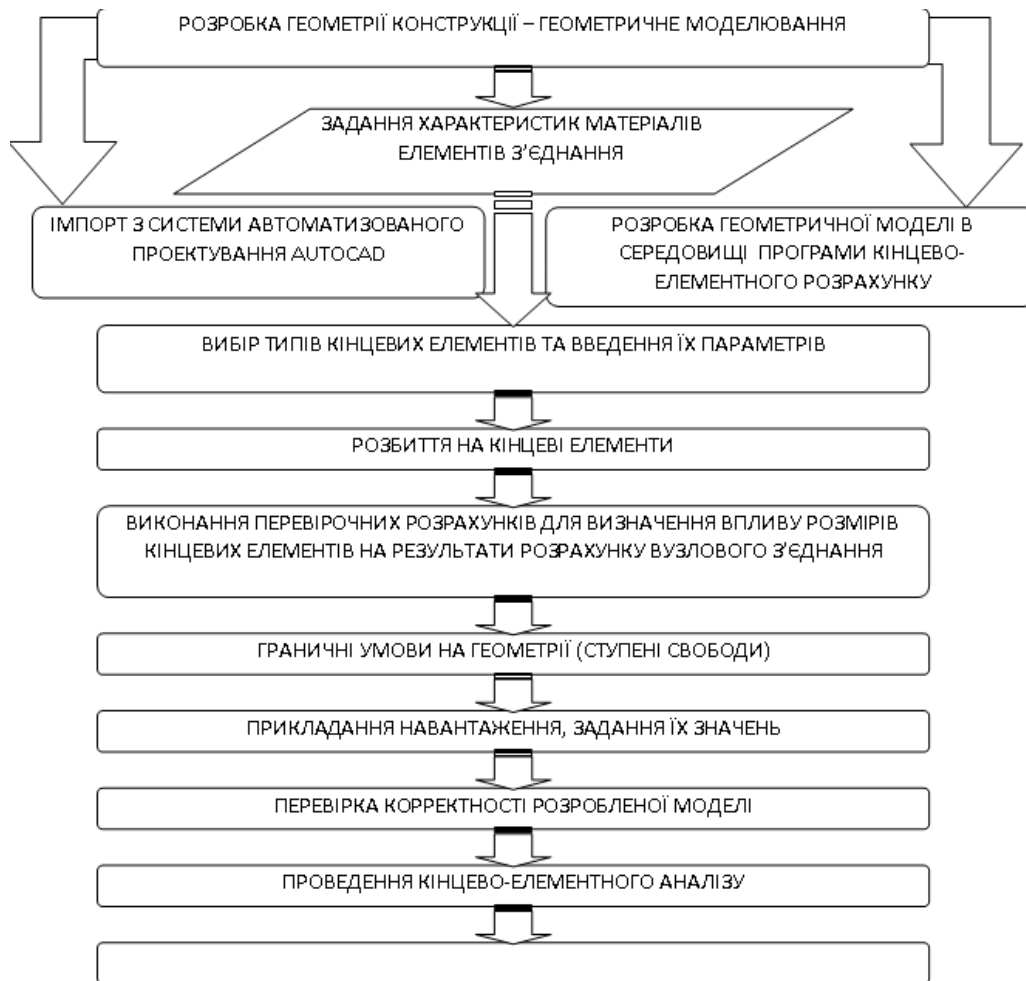 РОЗРОБКА ГЕОМЕТРІЇ КОНСТРУКЦІЇ – ГЕОМЕТРИЧНЕ МОДЕЛЮВАННЯ
ЗАДАННЯ ХАРАКТЕРИСТИК МАТЕРІАЛІВ
ЕЛЕМЕНТІВ З’ЄДНАННЯ
ІМПОРТ З СИСТЕМИ АВТОМАТИЗОВАНОГО
ПРОЕКТУВАННЯ AUTOCAD
РОЗРОБКА ГЕОМЕТРИЧНОЇ МОДЕЛІ В
СЕРЕДОВИЩІ ПРОГРАМИ КІНЦЕВО-
ЕЛЕМЕНТНОГО РОЗРАХУНКУ
ВИБІР ТИПІВ КІНЦЕВИХ ЕЛЕМЕНТІВ ТА ВВЕДЕННЯ ЇХ ПАРАМЕТРІВ
РОЗБИТТЯ НА КІНЦЕВІ ЕЛЕМЕНТИ
ВИКОНАННЯ ПЕРЕВІРОЧНИХ РОЗРАХУНКІВ ДЛЯ ВИЗНАЧЕННЯ ВПЛИВУ РОЗМІРІВ
КІНЦЕВИХ ЕЛЕМЕНТІВ НА РЕЗУЛЬТАТИ РОЗРАХУНКУ ВУЗЛОВОГО З’ЄДНАННЯ
ГРАНИЧНІ УМОВИ НА ГЕОМЕТРІЇ (СТУПЕНІ СВОБОДИ)
ПРИКЛАДАННЯ НАВАНТАЖЕННЯ, ЗАДАННЯ ЇХ ЗНАЧЕНЬ
ПЕРЕВІРКА КОРРЕКТНОСТІ РОЗРОБЛЕНОЇ МОДЕЛІ
ПРОВЕДЕННЯ КІНЦЕВО-ЕЛЕМЕНТНОГО АНАЛІЗУ